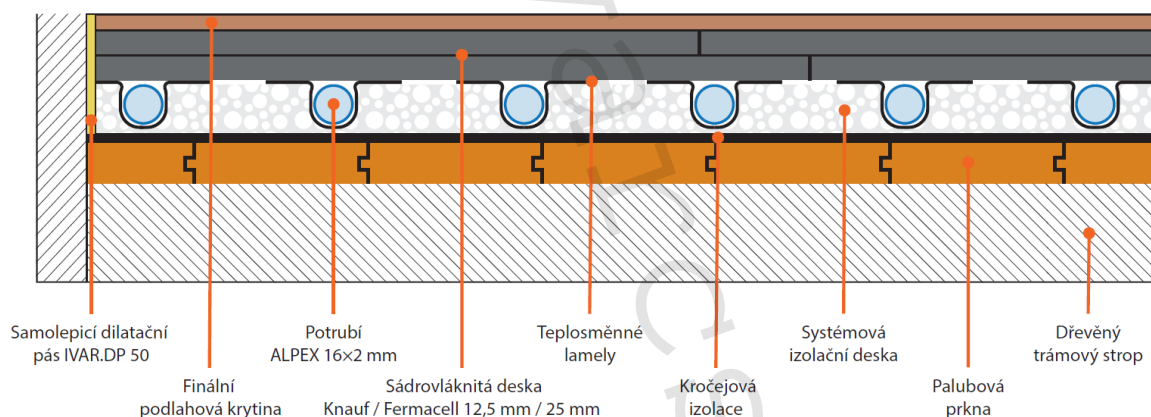 Samolepicí dilatační
pás IVAR.DP 50
Potrubí
ALPEX 16×2 mm
Teplosměnné
lamely
Systémová
izolační deska
Dřevěný
trámový strop
Finální
podlahová krytina
Sádrovláknitá deska
Knauf / Fermacell 12,5 mm / 25 mm
Kročejová
izolace
Palubová
prkna